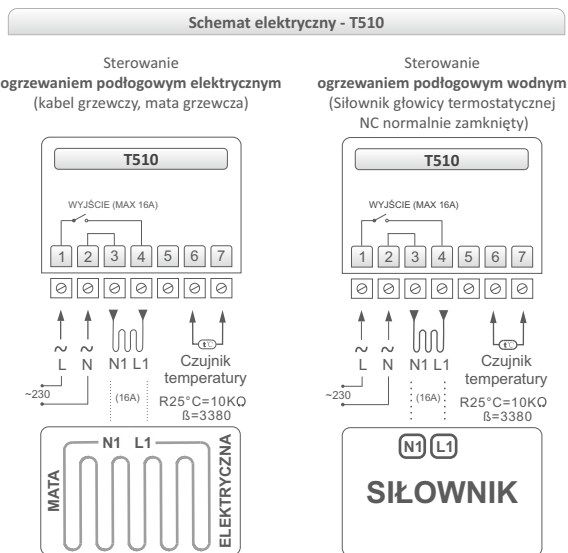 Schemat elektryczny - T510
Sterowanie
ogrzewaniem podłogowym elektrycznym
(kabel grzewczy, mata grzewcza)
T510
WYJŚCIE (MAX 16A)
1 2 3 4 5 6 7
t°C
~ ~
L N N1 L1
Czujnik
temperatury
~230
(16A)
R25°C=10KΩ
ß=3380
N1 L1
MATA
ELEKTRYCZNA
Sterowanie
ogrzewaniem podłogowym wodnym
(Siłownik głowicy termostatycznej
NC normalnie zamknięty)
T510
WYJŚCIE (MAX 16A)
1 2 3 4 5 6 7
t°C
~ ~
L N N1 L1
Czujnik
temperatury
~230
(16A)
R25°C=10KΩ
ß=3380
N1 L1
SIŁOWNIK